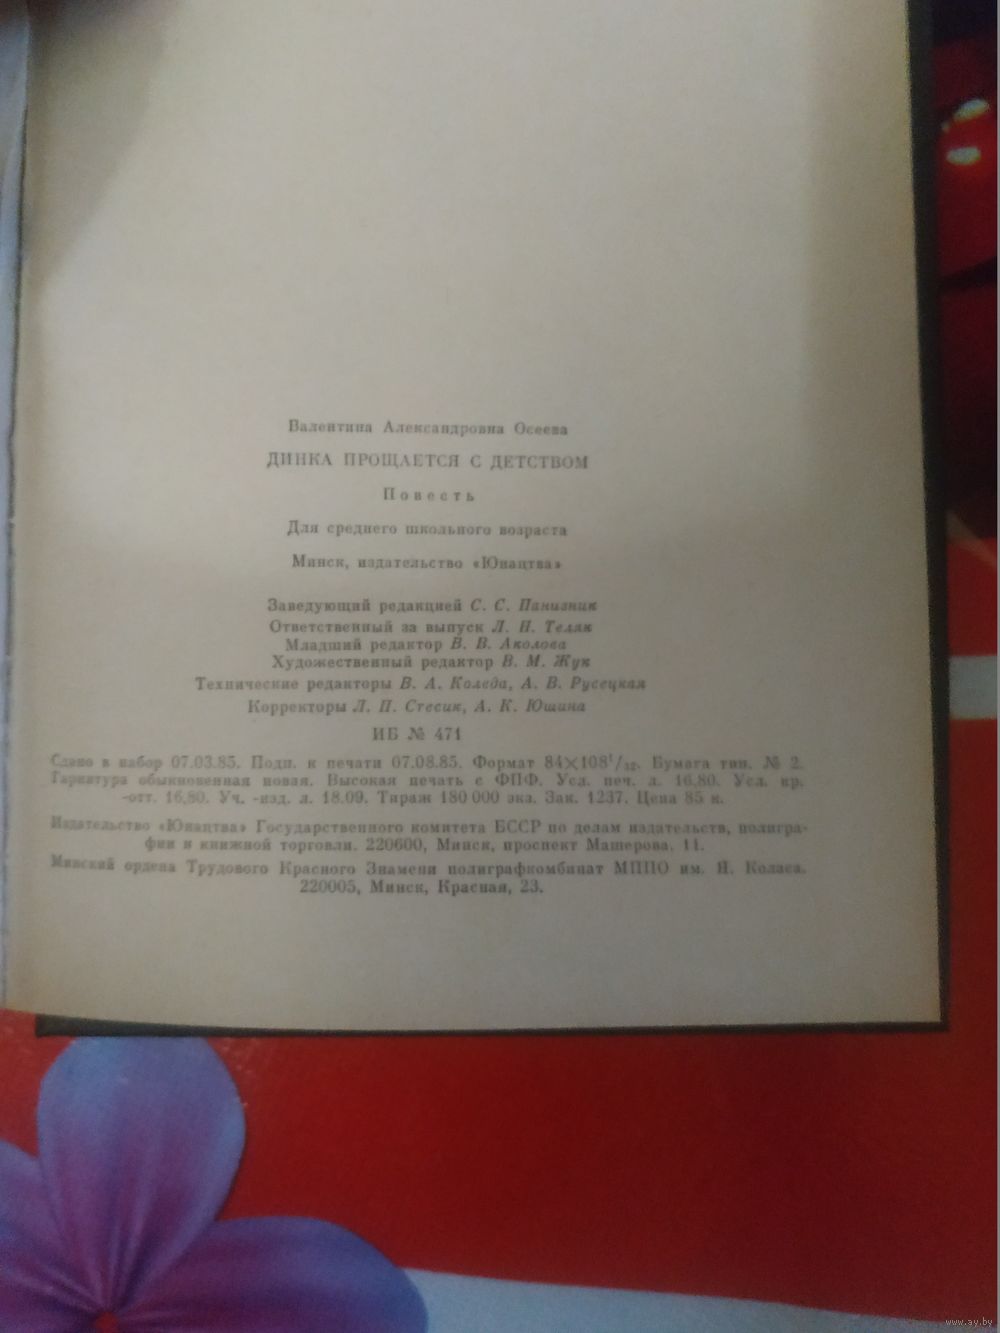 Валентина Александровна Осеева
ДИНКА ПРОЩАЕТСЯ С ДЕТСТВОМ
Повесть
Для среднего школьного возраста
Минск, издательство «Юнацтва»
Заведующий редакцией С. С. Панизник
Ответственный за выпуск Л. Н. Теляк
Младший редактор В. В. Аколова
Художественный редактор В. М. Жук
Технические редакторы В. А. Коледа, А. В. Русецкая
Корректоры Л. П. Стесик, А. К. Юшина
ИБ № 471
Сдано в набор 07.03.85. Подп. к печати 07.08.85. Формат 84×108¹/₃₂. Бумага тип. № 2.
Гарнитура обыкновенная новая. Высокая печать с ФПФ. Усл. печ. л. 16,80. Усл. кр.
-отт. 16,80. Уч. -изд. л. 18.09. Тираж 180 000 экз. Зак. 1237. Цена 85 к.
Издательство «Юнацтва» Государственного комитета БССР по делам издательств, полигра-
фии и книжной торговли. 220600, Минск, проспект Машерова. 11.
Минский ордена Трудового Красного Знамени полиграфкомбинат МППО им. Я. Коласа.
220005, Минск, Красная, 23.
www.ay.by